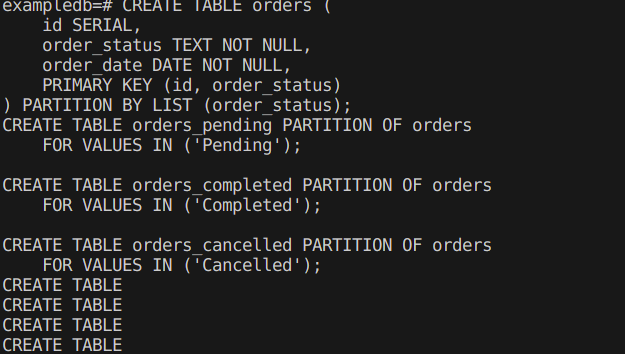 exampledb=# CREATE TABLE orders (
    id SERIAL,
    order_status TEXT NOT NULL,
    order_date DATE NOT NULL,
    PRIMARY KEY (id, order_status)
) PARTITION BY LIST (order_status);
CREATE TABLE orders_pending PARTITION OF orders
    FOR VALUES IN ('Pending');

CREATE TABLE orders_completed PARTITION OF orders
    FOR VALUES IN ('Completed');

CREATE TABLE orders_cancelled PARTITION OF orders
    FOR VALUES IN ('Cancelled');
CREATE TABLE
CREATE TABLE
CREATE TABLE
CREATE TABLE